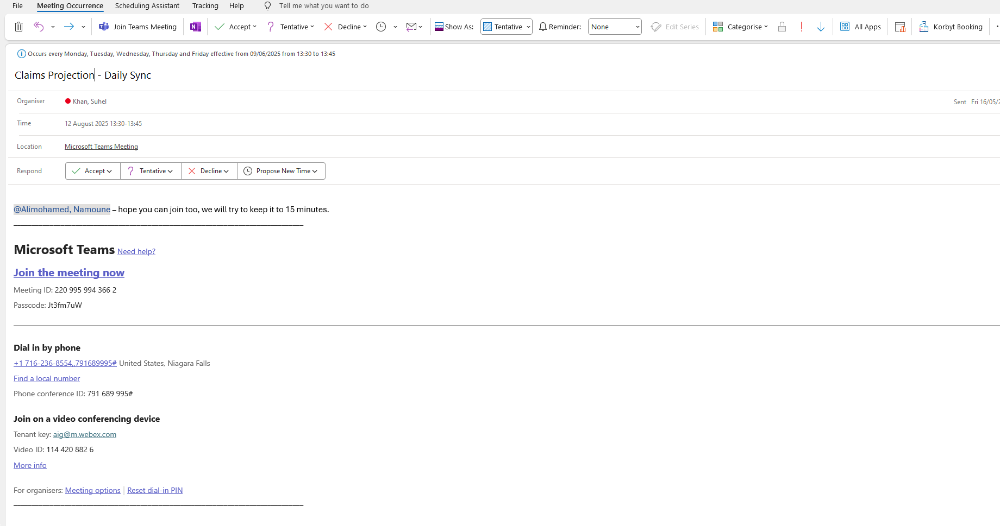 File Meeting Occurrence Scheduling Assistant Tracking Help Tell me what you want to do
Join Teams Meeting Accept Tentative Decline Show As: Tentative Reminder: None Edit Series Categorise All Apps Korbyt Booking
Occurs every Monday, Tuesday, Wednesday, Thursday and Friday effective from 09/06/2025 from 13:30 to 13:45
Claims Projection - Daily Sync
Organiser Khan, Suhel Sent Fri 16/05/2
Time 12 August 2025 13:30-13:45
Location Microsoft Teams Meeting
Respond Accept Tentative Decline Propose New Time
@Alimohamed, Namoune – hope you can join too, we will try to keep it to 15 minutes.
Microsoft Teams Need help?
Join the meeting now
Meeting ID: 220 995 994 366 2
Passcode: Jt3fm7uW
Dial in by phone
+1 716-236-8554,,791689995# United States, Niagara Falls
Find a local number
Phone conference ID: 791 689 995#
Join on a video conferencing device
Tenant key: aig@m.webex.com
Video ID: 114 420 882 6
More info
For organisers: Meeting options | Reset dial-in PIN